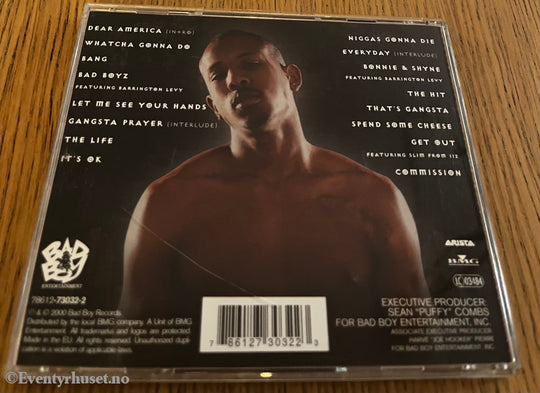 DEAR AMERICA (INTRO)
WHATCHA GONNA DO
BANG
BAD BOYZ
FEATURING BARRINGTON LEVY
LET ME SEE YOUR HANDS
GANGSTA PRAYER (INTERLUDE)
THE LIFE
IT'S OK
NIGGAS GONNA DIE
EVERYDAY (INTERLUDE)
BONNIE & SHYNE
FEATURING BARRINGTON LEVY
THE HIT
THAT'S GANGSTA
SPEND SOME CHEESE
GET OUT
FEATURING SLIM FROM 112
COMMISSION
BAD
BOY
ENTERTAINMENT
78612-73032-2
℗ & © 2000 Bad Boy Records.
Distributed by the local BMG company. A Unit of BMG
Entertainment. All trademarks and logos are protected.
Made in the EU. All rights reserved. Unauthorized dupli-
cation is a violation of applicable laws.
7 86127 30322 3
ARISTA
BMG
LC 03484
EXECUTIVE PRODUCER:
SEAN "PUFFY" COMBS
FOR BAD BOY ENTERTAINMENT, INC.
ASSOCIATE EXECUTIVE PRODUCER
HARVE "JOE HOOKER" PIERRE
FOR BAD BOY ENTERTAINMENT, INC.
©Eventyrhuset.no